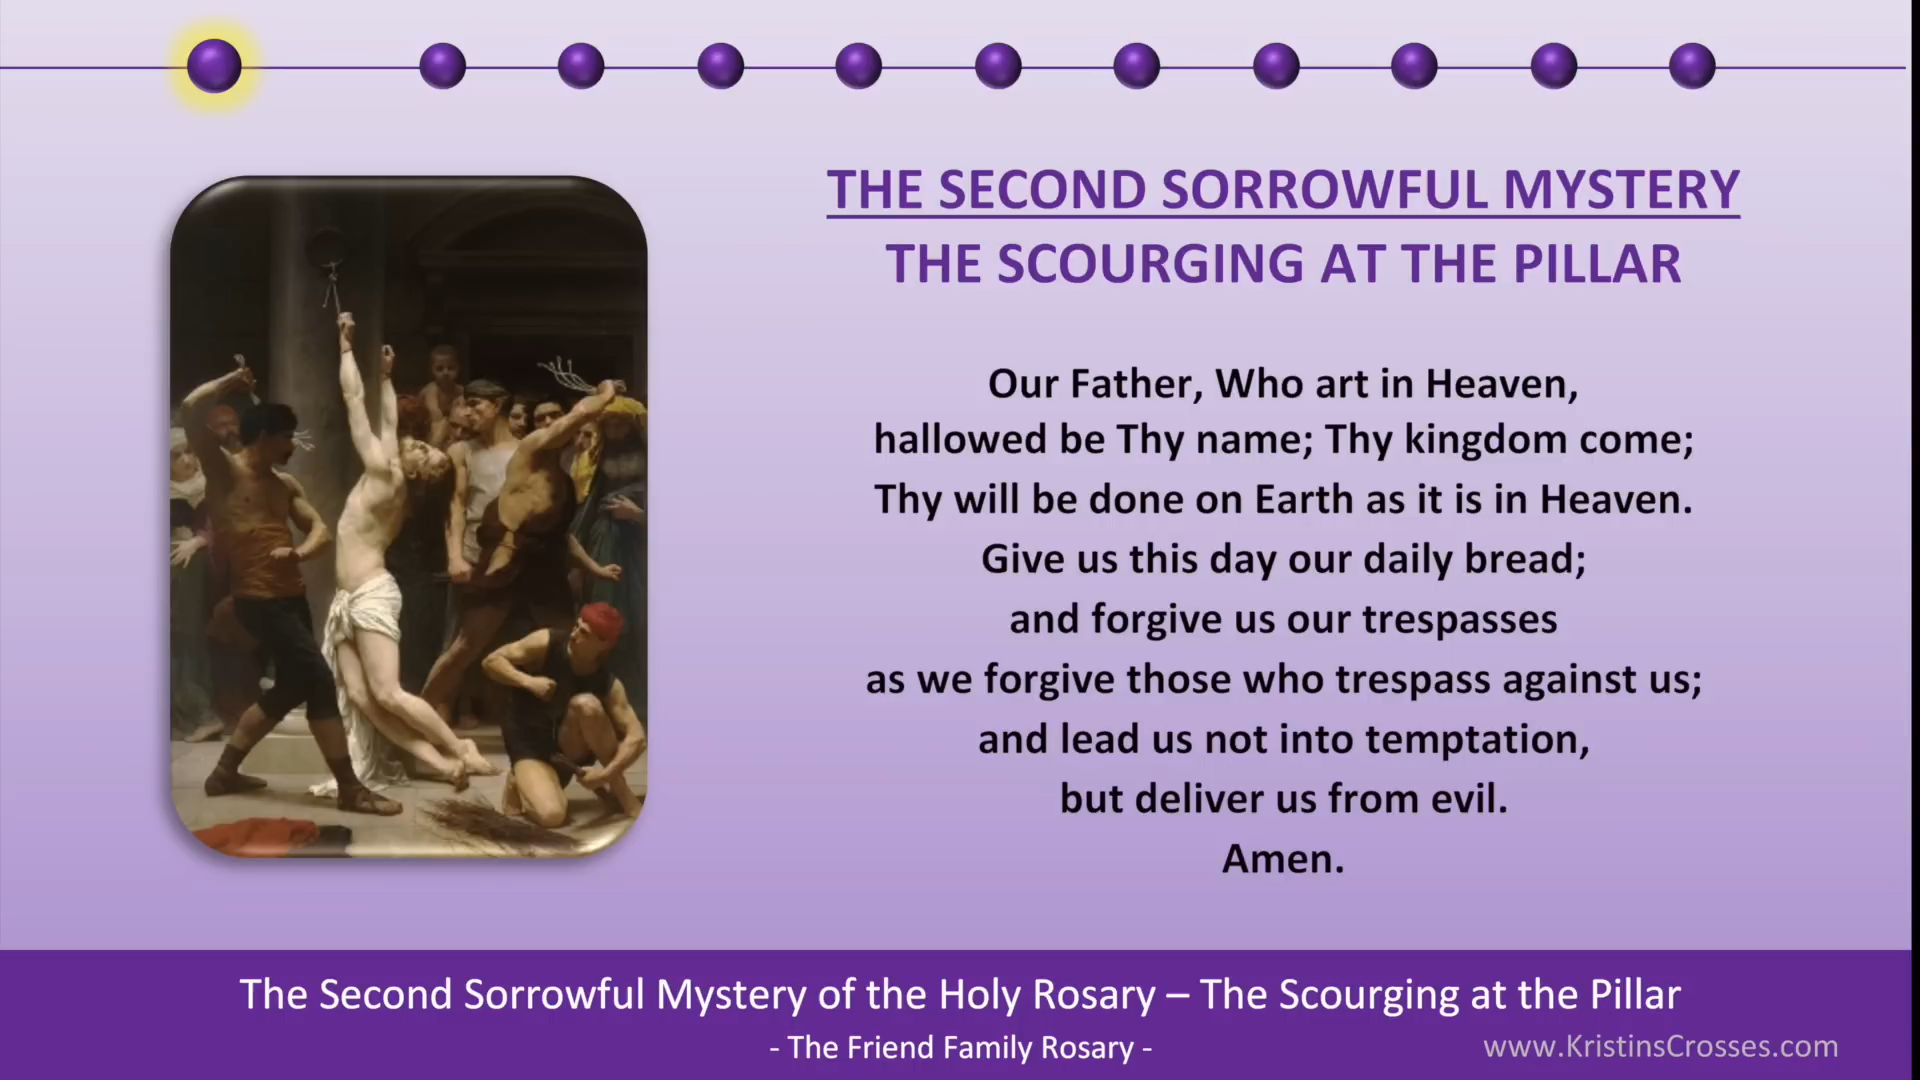 THE SECOND SORROWFUL MYSTERY
THE SCOURGING AT THE PILLAR
Our Father, Who art in Heaven,
hallowed be Thy name; Thy kingdom come;
Thy will be done on Earth as it is in Heaven.
Give us this day our daily bread;
and forgive us our trespasses
as we forgive those who trespass against us;
and lead us not into temptation,
but deliver us from evil.
Amen.
The Second Sorrowful Mystery of the Holy Rosary – The Scourging at the Pillar
- The Friend Family Rosary -
www.KristinsCrosses.com